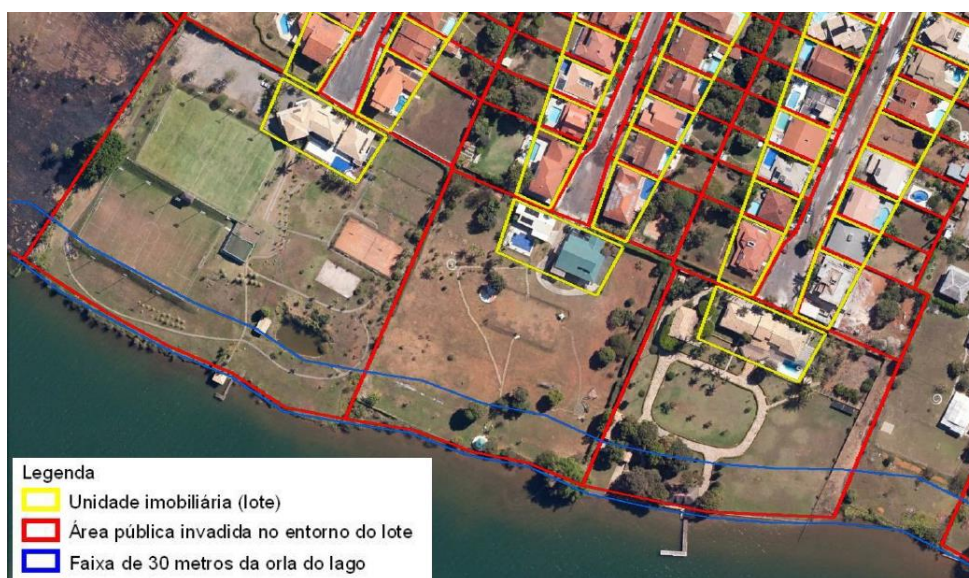 Legenda
Unidade imobiliária (lote)
Área pública invadida no entorno do lote
Faixa de 30 metros da orla do lago